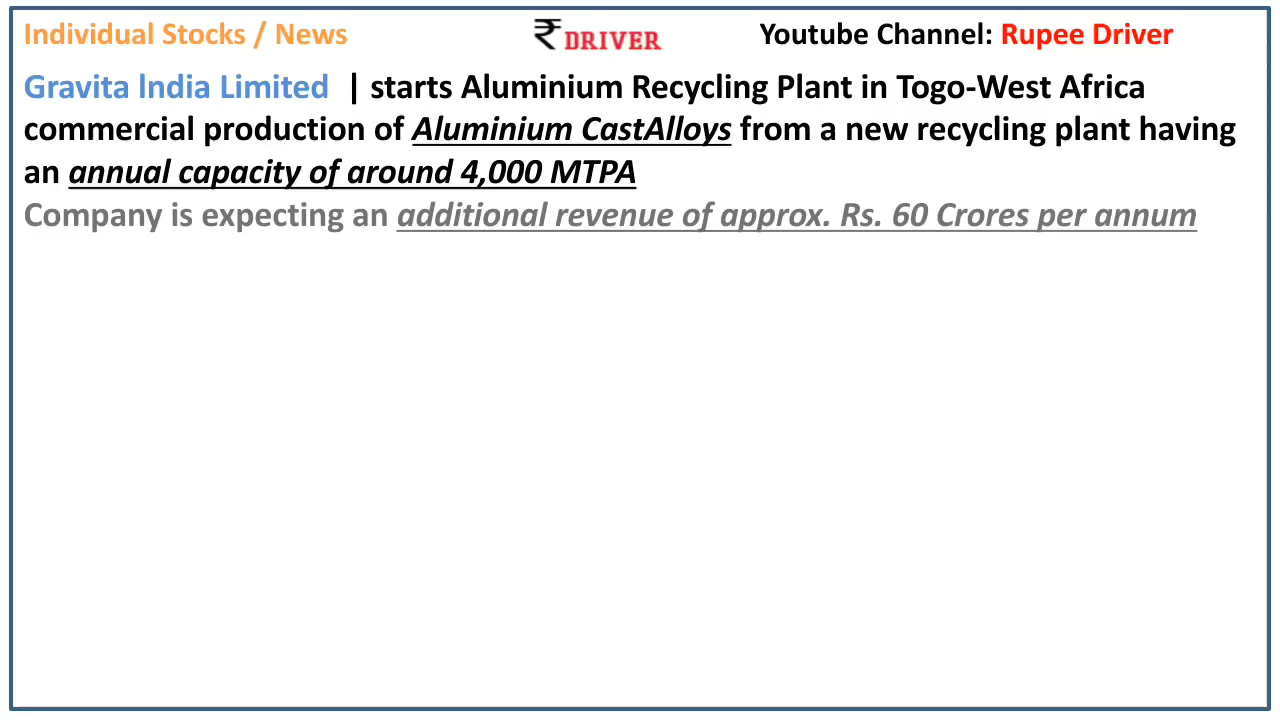 Individual Stocks / News
₹ DRIVER
Youtube Channel: Rupee Driver
Gravita lndia Limited | starts Aluminium Recycling Plant in Togo-West Africa
commercial production of Aluminium CastAlloys from a new recycling plant having
an annual capacity of around 4,000 MTPA
Company is expecting an additional revenue of approx. Rs. 60 Crores per annum